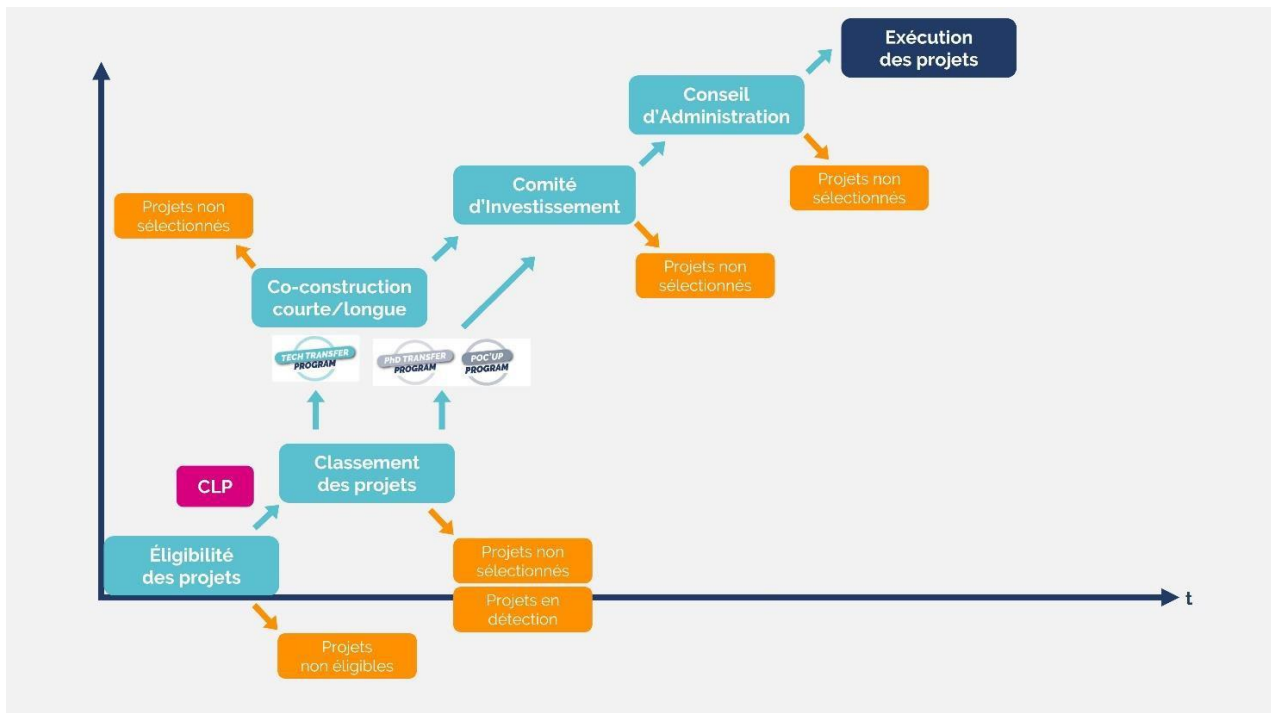 Exécution
des projets
Conseil
d'Administration
Projets non
sélectionnés
Comité
d'Investissement
Projets non
sélectionnés
Projets non
sélectionnés
Co-construction
courte/longue
TECH TRANSFER
PROGRAM
PhD TRANSFER
PROGRAM
POC'UP
PROGRAM
Classement
des projets
CLP
Projets non
sélectionnés
Projets en
détection
Éligibilité
des projets
t
Projets
non éligibles